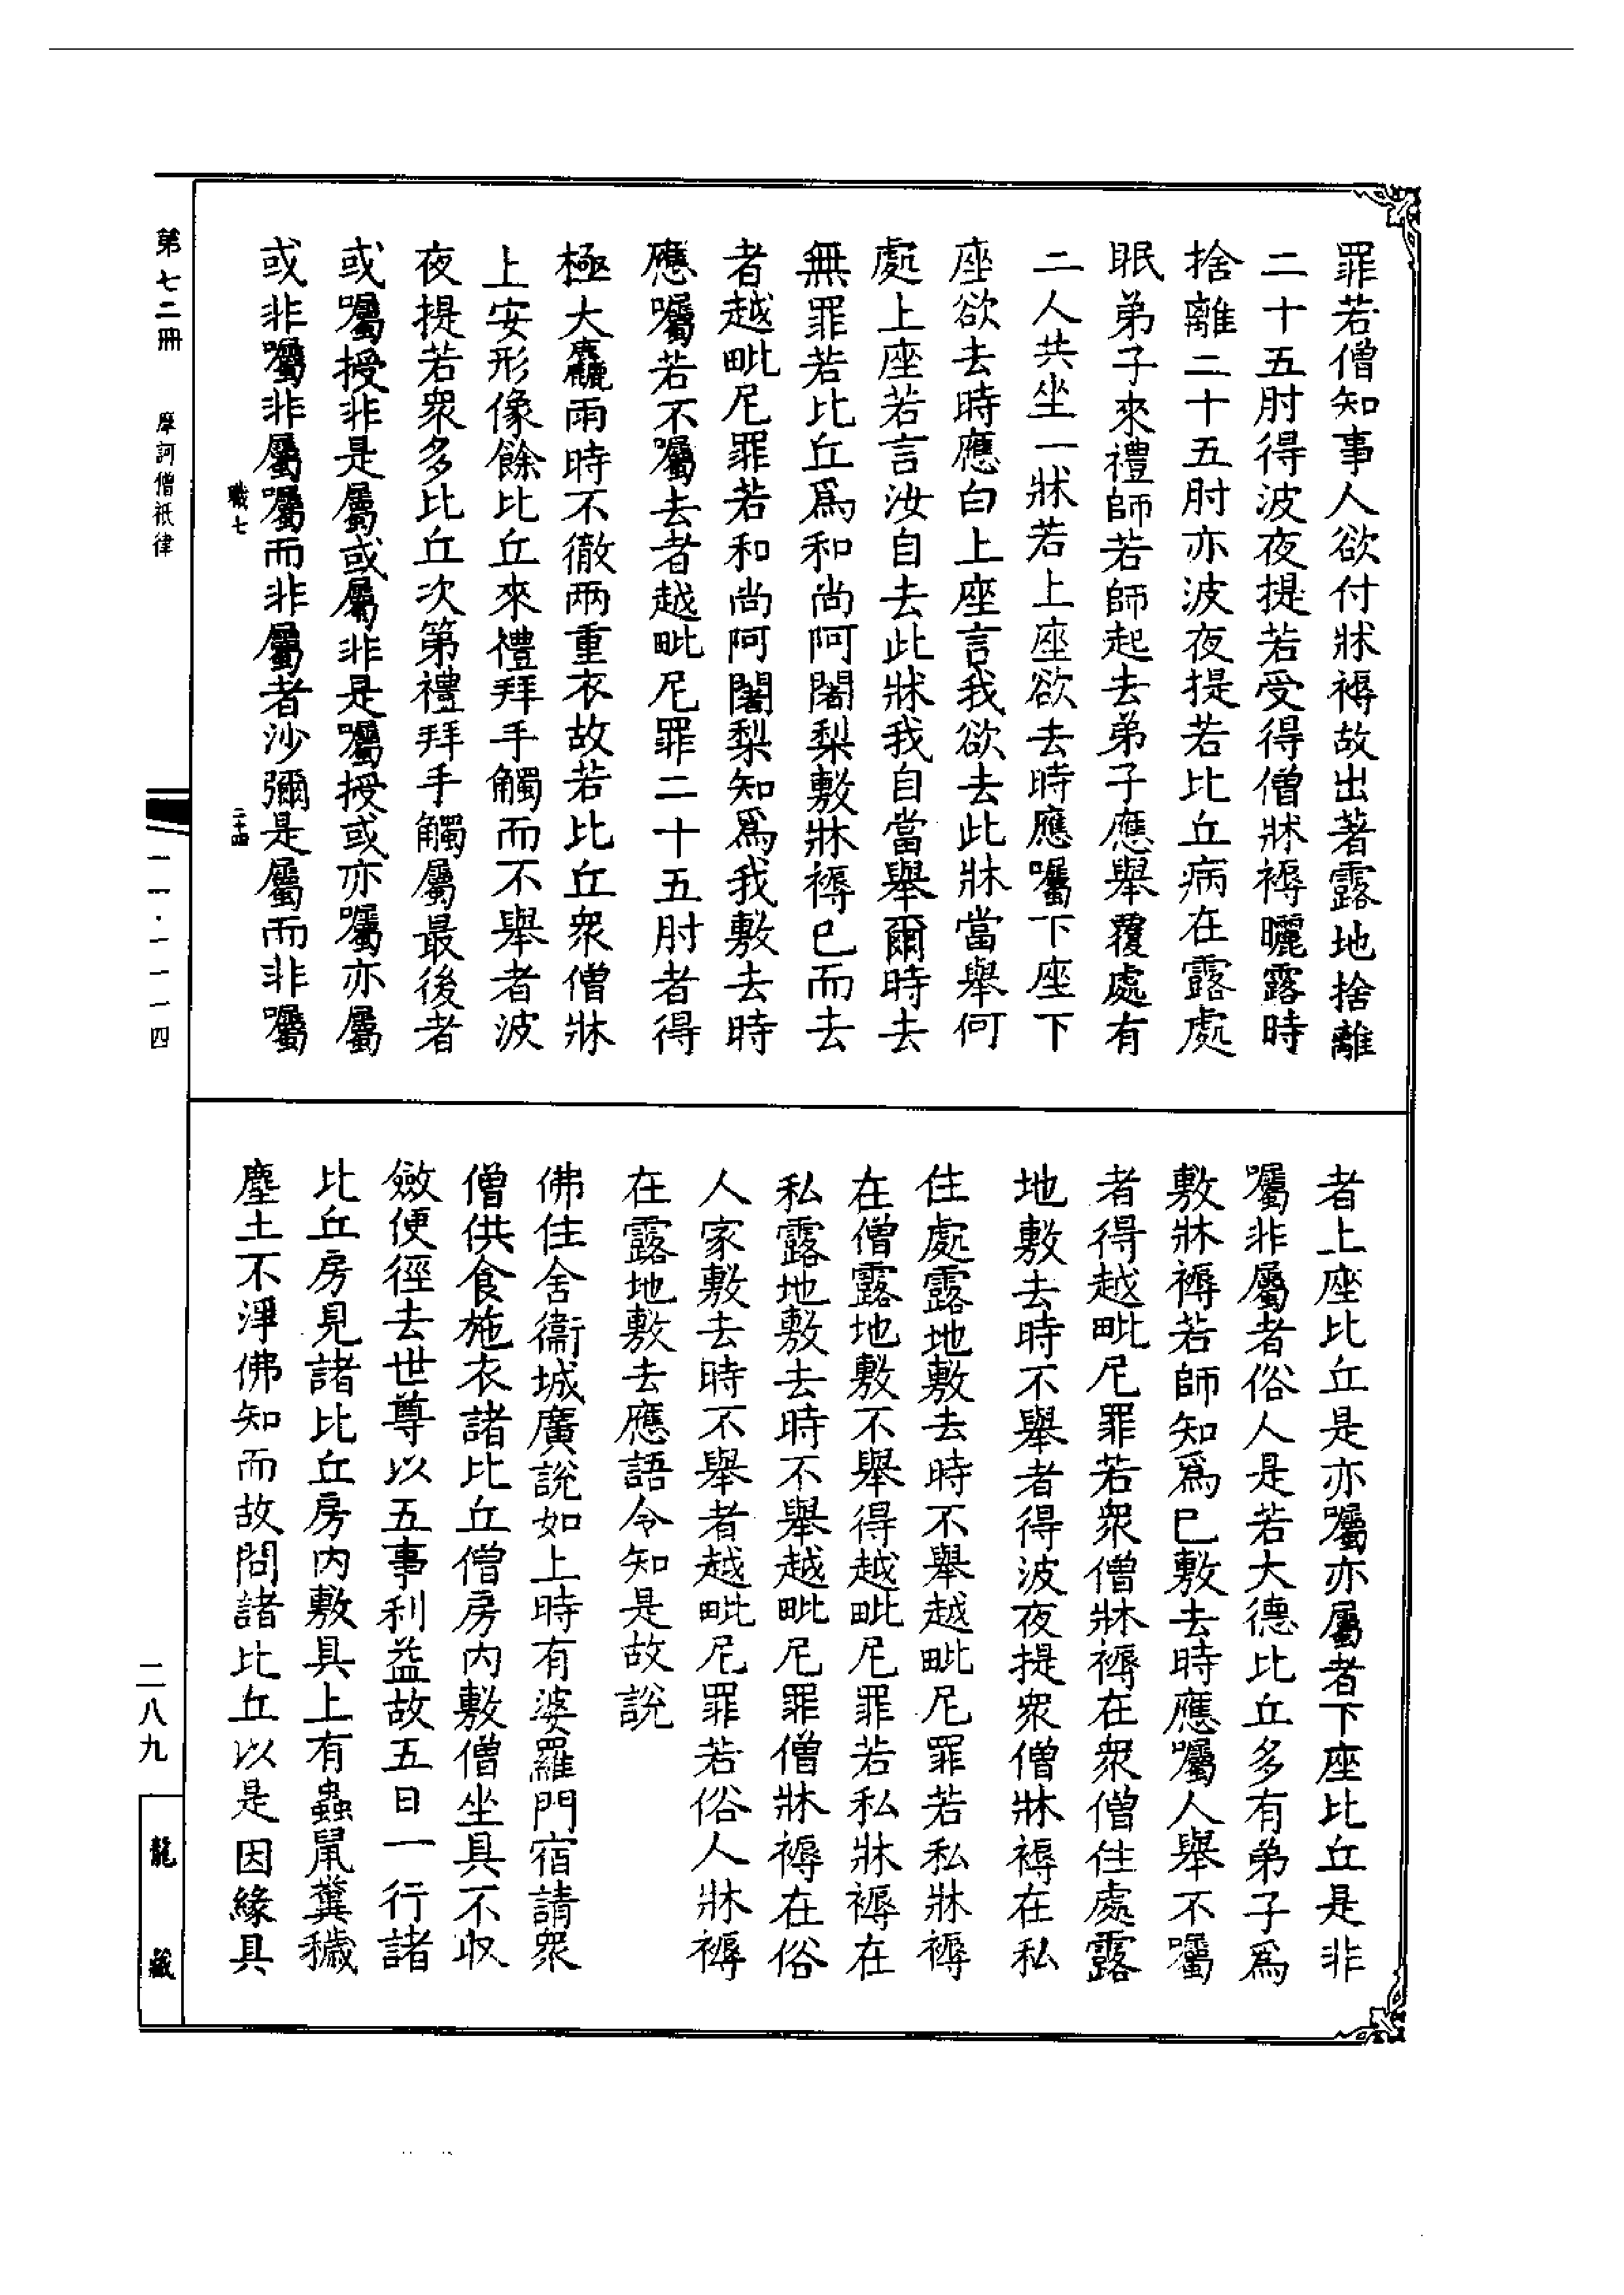 罪若僧知事人欲付牀褥故出著露地捨離
二十五肘得波夜提若受得僧牀褥曬露時
捨離二十五肘亦波夜提若比丘病在露處
眠弟子來禮師若師起去弟子應舉覆處有
二人共坐一牀若上座欲去時應囑下座下
座欲去時應白上座言我欲去此牀當舉何
處上座若言汝自去此牀我自當舉爾時去
無罪若比丘爲和尚阿闍梨敷牀褥已而去
者越毗尼罪若和尚阿闍梨知爲我敷去時
應囑若不囑去者越毗尼罪二十五肘者得
極大麤雨時不徹兩重衣故若比丘衆僧牀
上安形像餘比丘來禮拜手觸而不舉者波
夜提若衆多比丘次第禮拜手觸屬最後者
或囑授非是屬或屬非是囑授或亦囑亦屬
或非囑非屬囑而非屬者沙彌是屬而非囑
者上座比丘是亦囑亦屬者下座比丘是非
囑非屬者俗人是若大德比丘多有弟子爲
敷牀褥若師知爲已敷去時應囑人舉不囑
者得越毗尼罪若衆僧牀褥在衆僧住處露
地敷去時不舉者得波夜提衆僧牀褥在私
住處露地敷去時不舉越毗尼罪若私牀褥
在僧露地敷不舉得越毗尼罪若私牀褥在
私露地敷去時不舉越毗尼罪僧牀褥在俗
人家敷去時不舉者越毗尼罪若俗人牀褥
在露地敷去應語令知是故說
佛住舍衞城廣說如上時有婆羅門宿請衆
僧供食施衣諸比丘僧房內敷僧坐具不收
斂便徑去世尊以五事利益故五日一行諸
比丘房見諸比丘房內敷具上有蟲鼠糞穢
塵土不淨佛知而故問諸比丘以是因緣具
第七二冊 摩訶僧祇律
職七 二十四
一一一·一一一四
二八九
龍藏